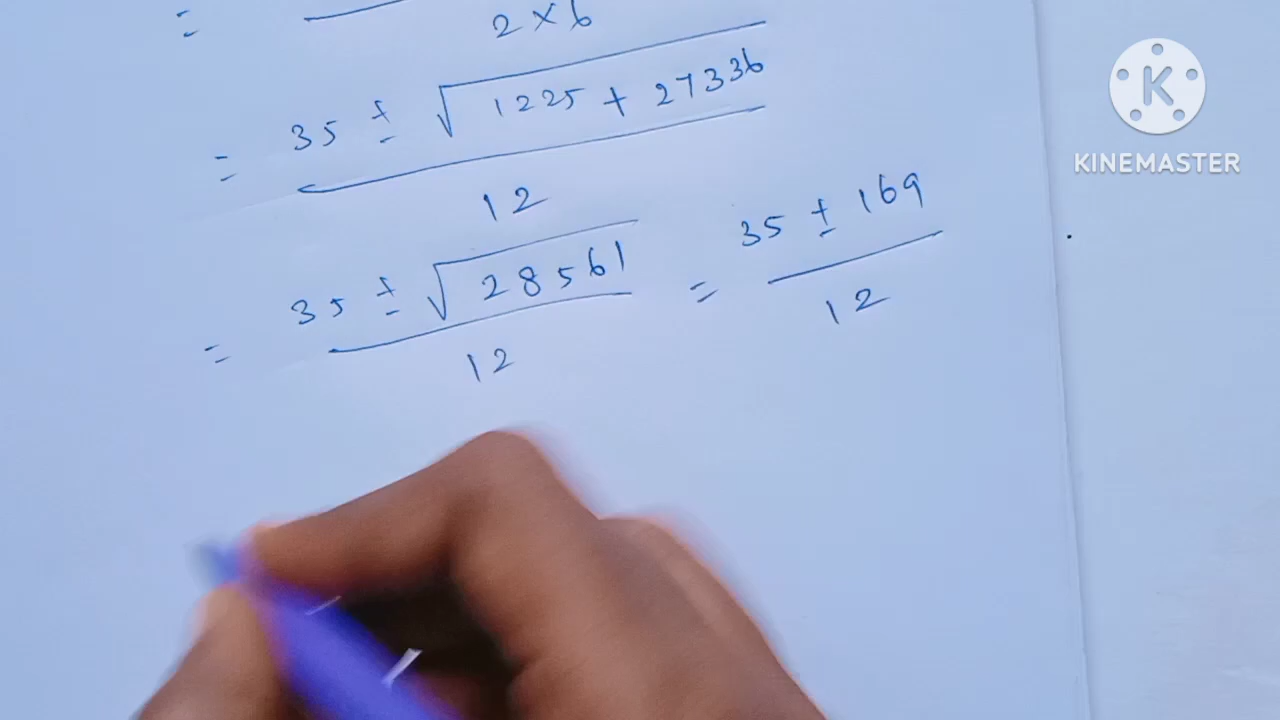 =
2 × 6
= 35 ± √1225 + 27336
12
= 35 ± √28561 = 35 ± 169
12 12
K
KINEMASTER